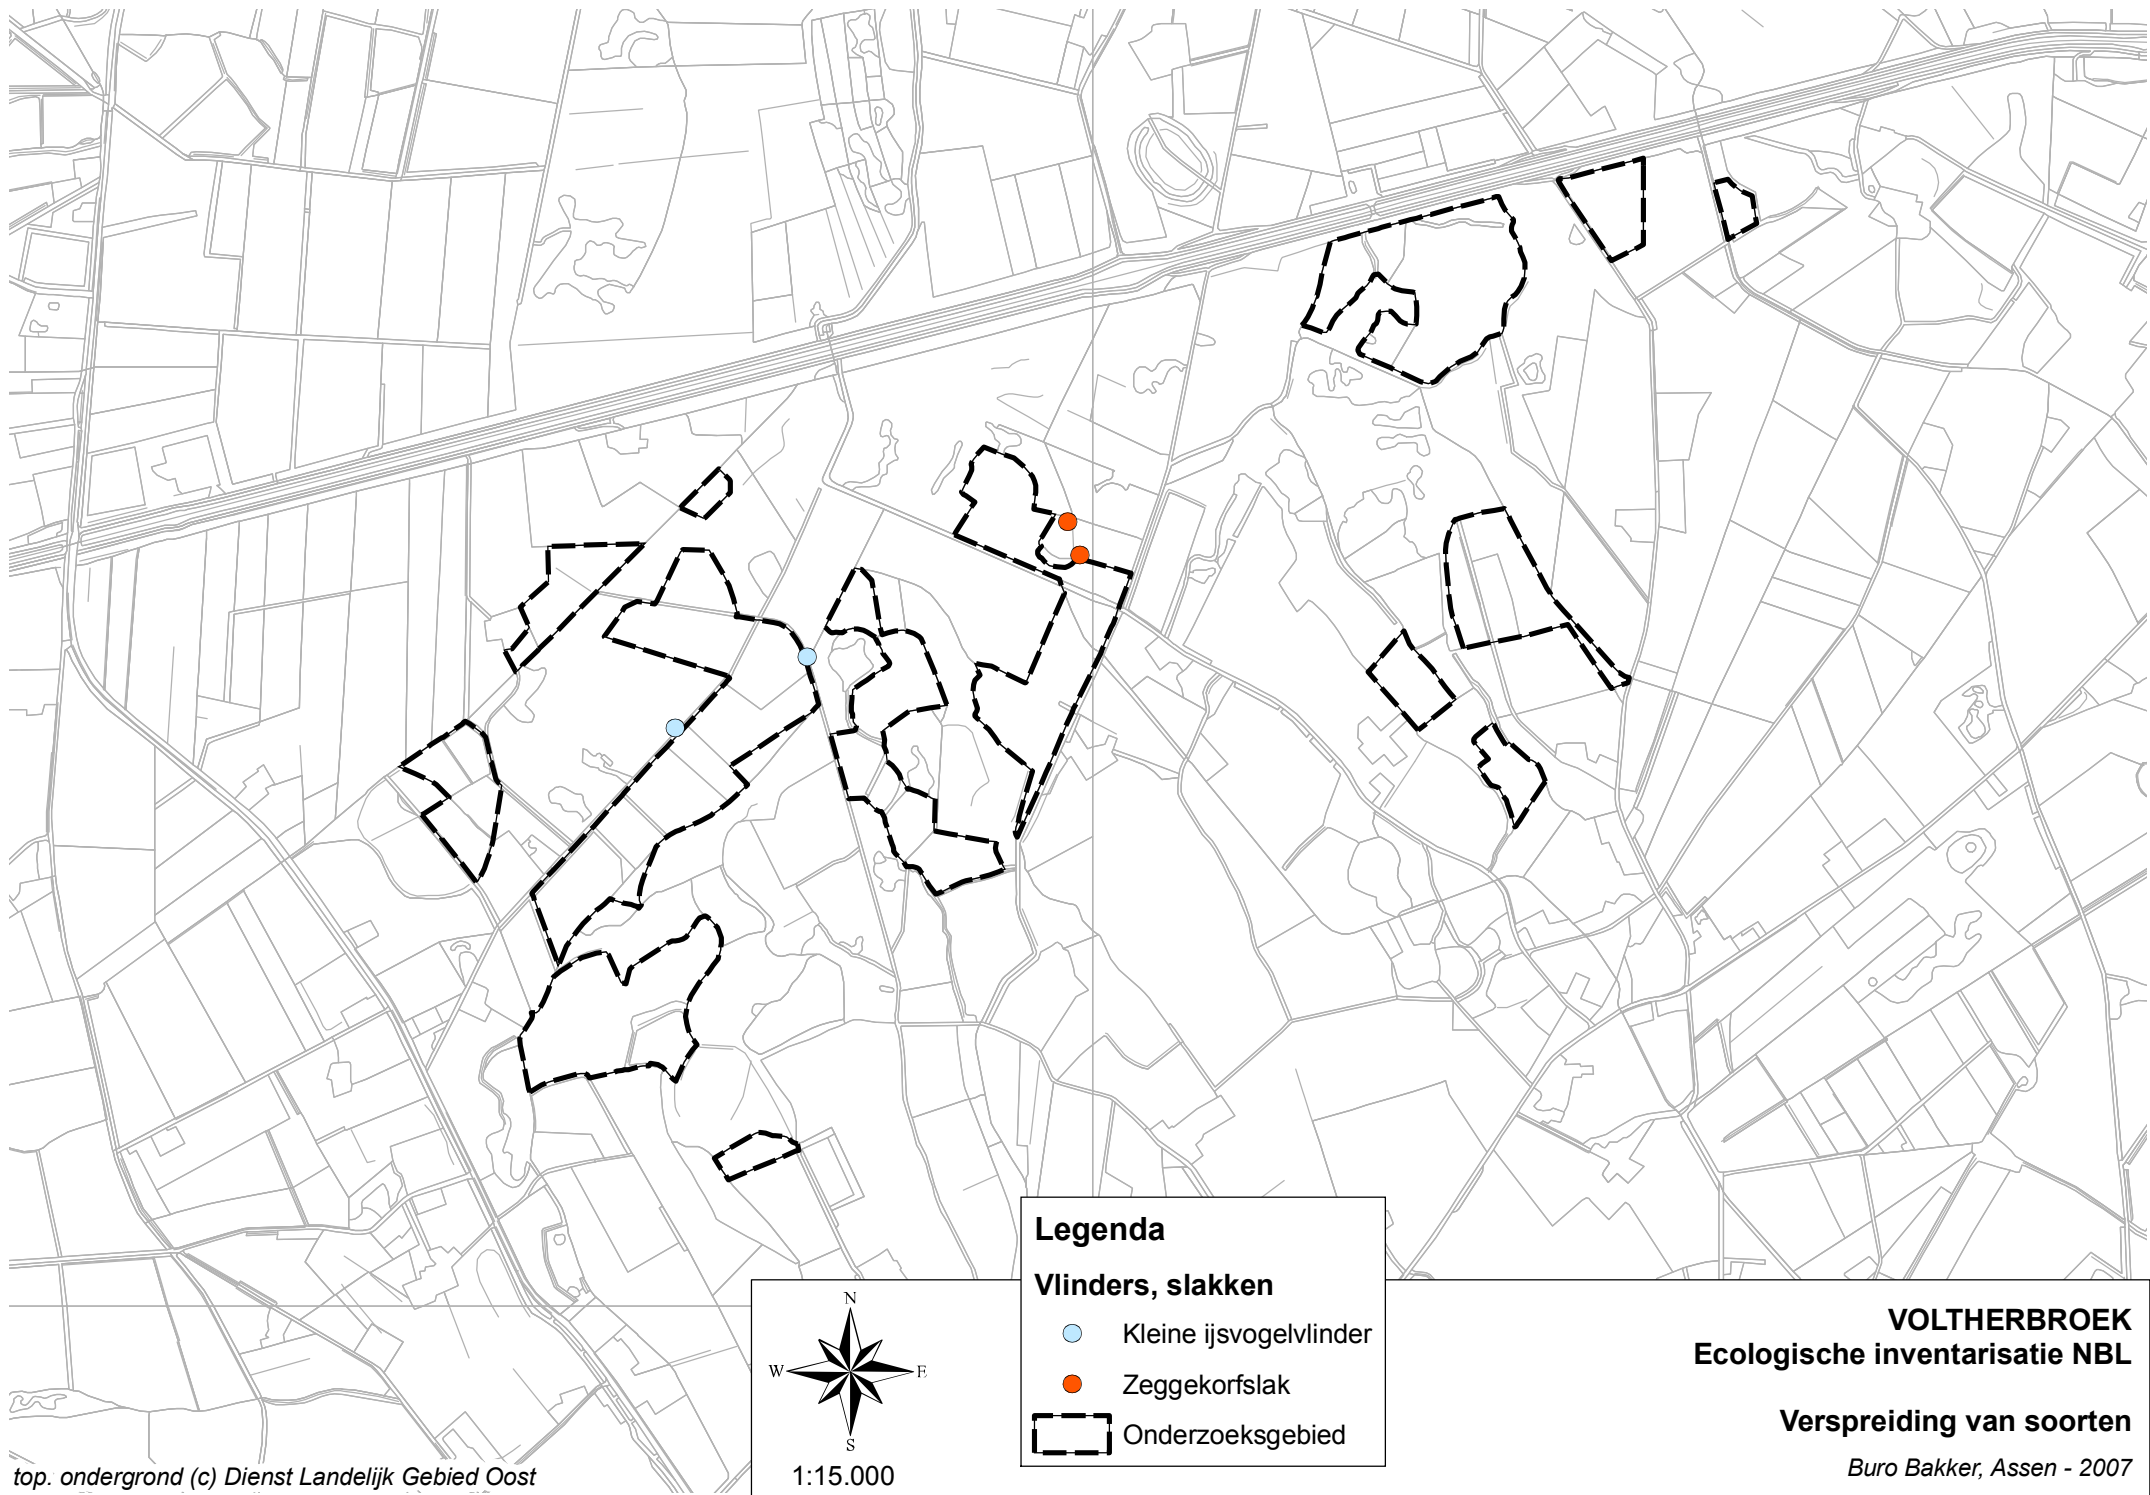 Legenda
Vlinders, slakken
Kleine ijsvogelvlinder
Zeggekorfslak
Onderzoeksgebied
N
W
E
S
1:15.000
VOLTHERBROEK
Ecologische inventarisatie NBL
Verspreiding van soorten
Buro Bakker, Assen - 2007
top. ondergrond (c) Dienst Landelijk Gebied Oost